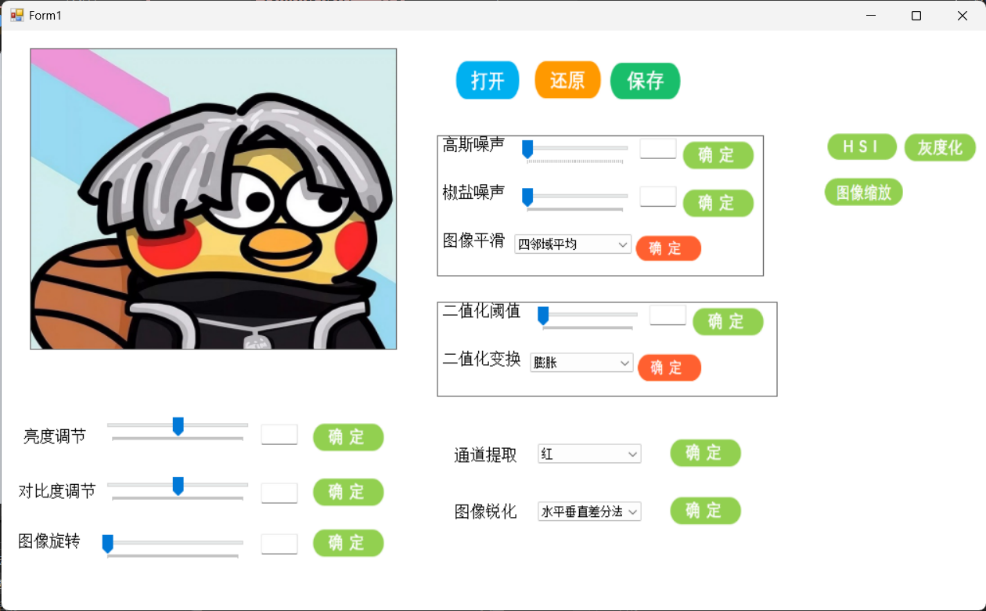 Form1
打开 还原 保存
高斯噪声 确 定
椒盐噪声 确 定
图像平滑 四邻域平均 确 定
H S I 灰度化
图像缩放
二值化阈值 确 定
二值化变换 膨胀 确 定
亮度调节 确 定
对比度调节 确 定
图像旋转 确 定
通道提取 红 确 定
图像锐化 水平垂直差分法 确 定